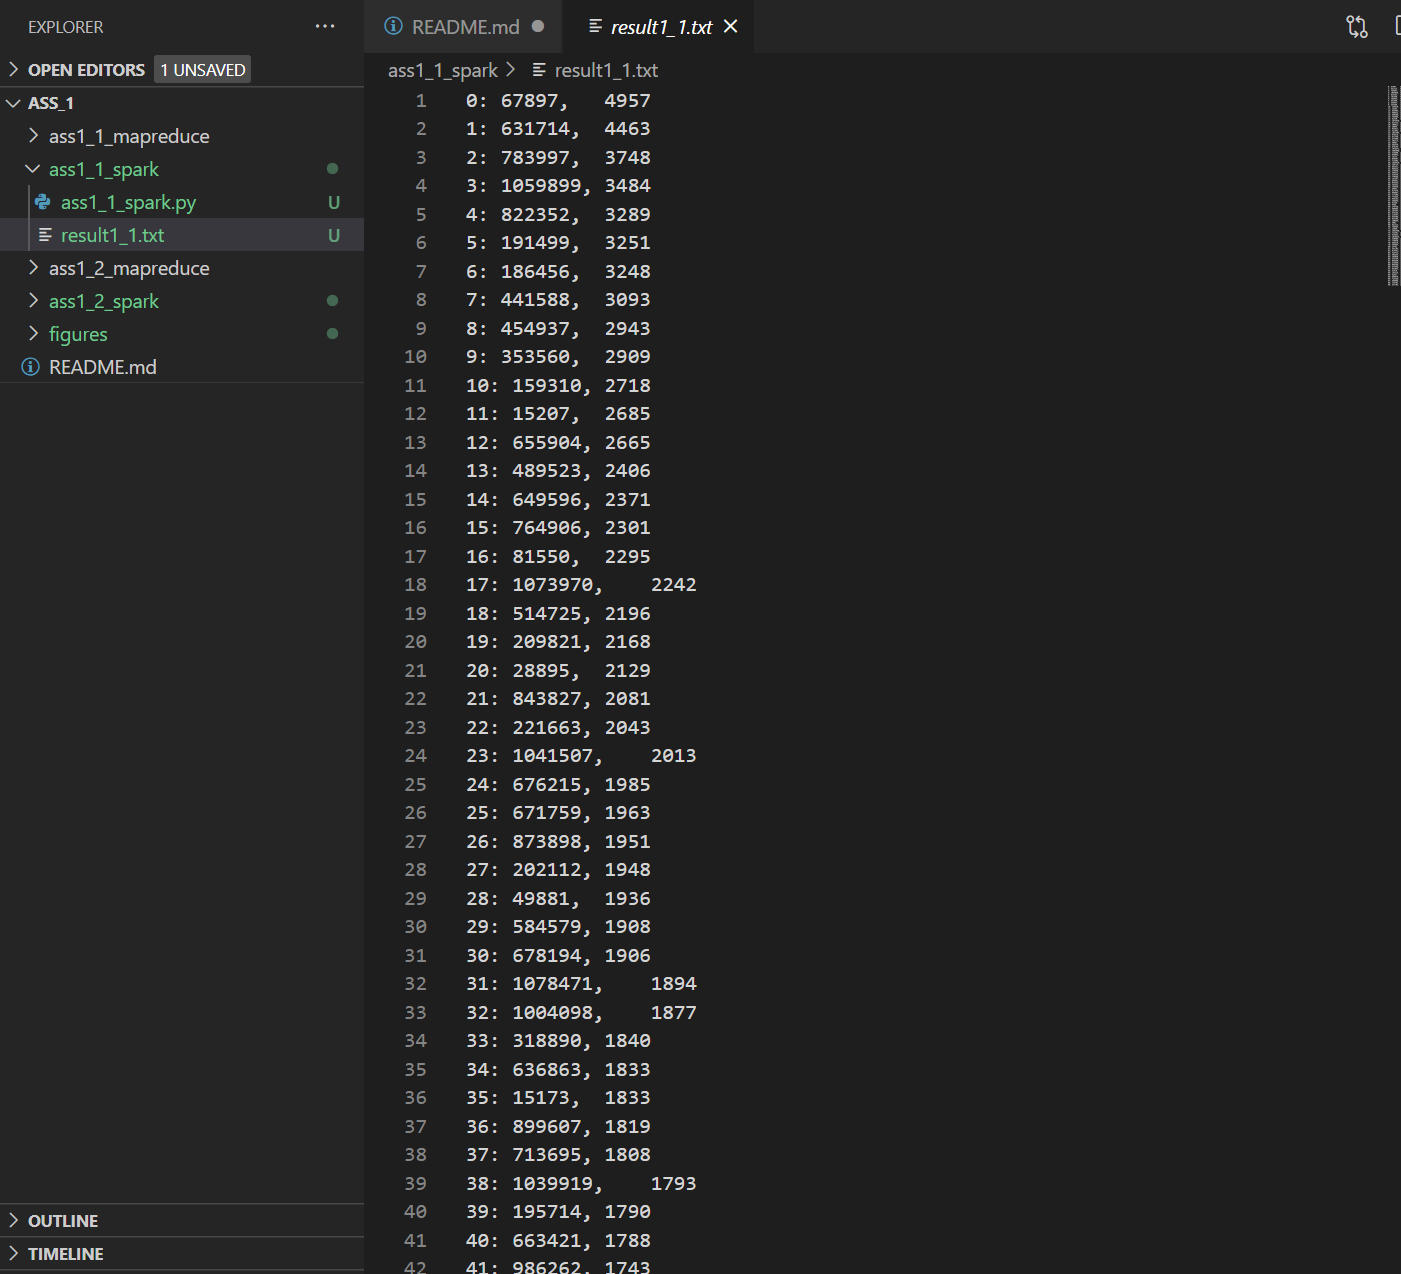 EXPLORER
OPEN EDITORS 1 UNSAVED
ASS_1
ass1_1_mapreduce
ass1_1_spark
ass1_1_spark.py U
result1_1.txt U
ass1_2_mapreduce
ass1_2_spark
figures
README.md
OUTLINE
TIMELINE
README.md result1_1.txt
ass1_1_spark > result1_1.txt
1 0: 67897, 4957
2 1: 631714, 4463
3 2: 783997, 3748
4 3: 1059899, 3484
5 4: 822352, 3289
6 5: 191499, 3251
7 6: 186456, 3248
8 7: 441588, 3093
9 8: 454937, 2943
10 9: 353560, 2909
11 10: 159310, 2718
12 11: 15207, 2685
13 12: 655904, 2665
14 13: 489523, 2406
15 14: 649596, 2371
16 15: 764906, 2301
17 16: 81550, 2295
18 17: 1073970, 2242
19 18: 514725, 2196
20 19: 209821, 2168
21 20: 28895, 2129
22 21: 843827, 2081
23 22: 221663, 2043
24 23: 1041507, 2013
25 24: 676215, 1985
26 25: 671759, 1963
27 26: 873898, 1951
28 27: 202112, 1948
29 28: 49881, 1936
30 29: 584579, 1908
31 30: 678194, 1906
32 31: 1078471, 1894
33 32: 1004098, 1877
34 33: 318890, 1840
35 34: 636863, 1833
36 35: 15173, 1833
37 36: 899607, 1819
38 37: 713695, 1808
39 38: 1039919, 1793
40 39: 195714, 1790
41 40: 663421, 1788
42 41: 986262, 1743